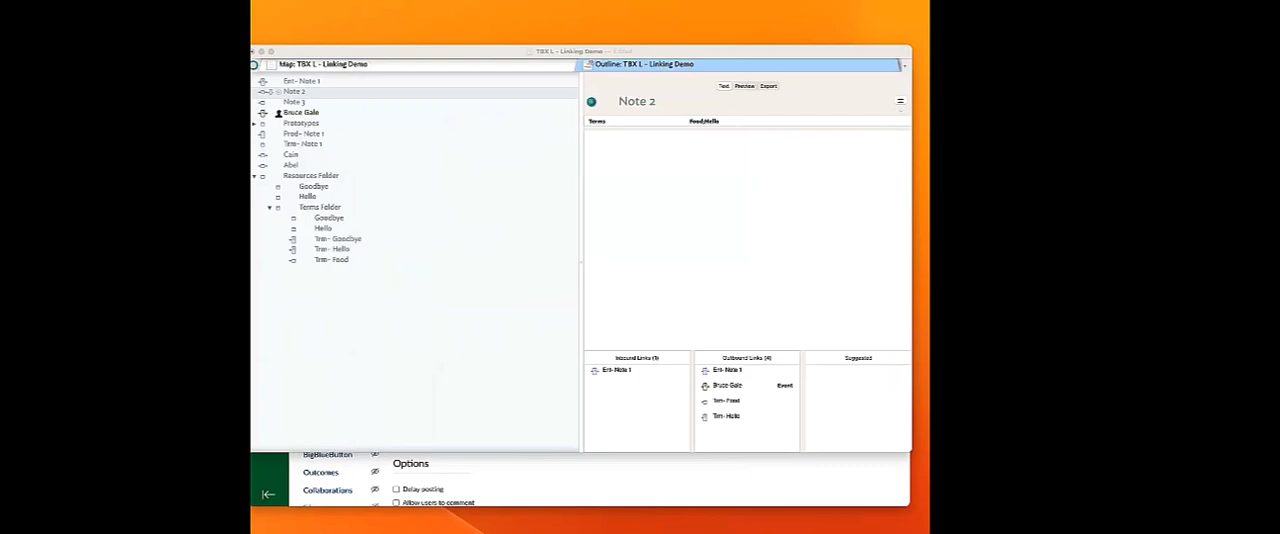 TBX L - Linking Demo — Edited
Map: TBX L - Linking Demo
Outline: TBX L - Linking Demo
Ent- Note 1
Note 2
Note 3
Bruce Gale
Prototypes
Prod- Note 1
Trm- Note 1
Cain
Abel
Resources Folder
Goodbye
Hello
Terms Folder
Goodbye
Hello
Trm- Goodbye
Trm- Hello
Trm- Food
Text Preview Export
Note 2
Terms Food;Hello
Inbound Links (1)
Ent- Note 1
Outbound Links (4)
Ent- Note 1
Bruce Gale Event
Trm- Food
Trm- Hello
Suggested
BigBlueButton
Outcomes
Collaborations
Options
Delay posting
Allow users to comment